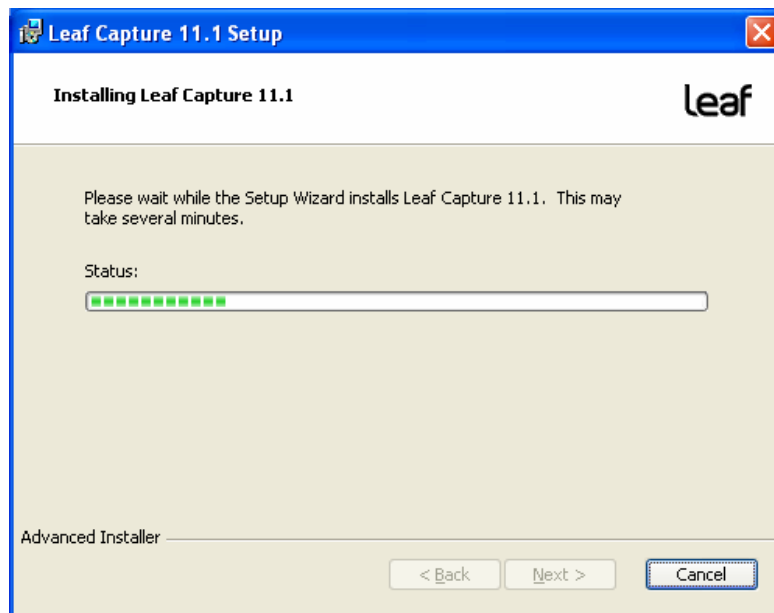 Leaf Capture 11.1 Setup
Installing Leaf Capture 11.1
leaf
Please wait while the Setup Wizard installs Leaf Capture 11.1. This may
take several minutes.
Status:
Advanced Installer
< Back
Next >
Cancel